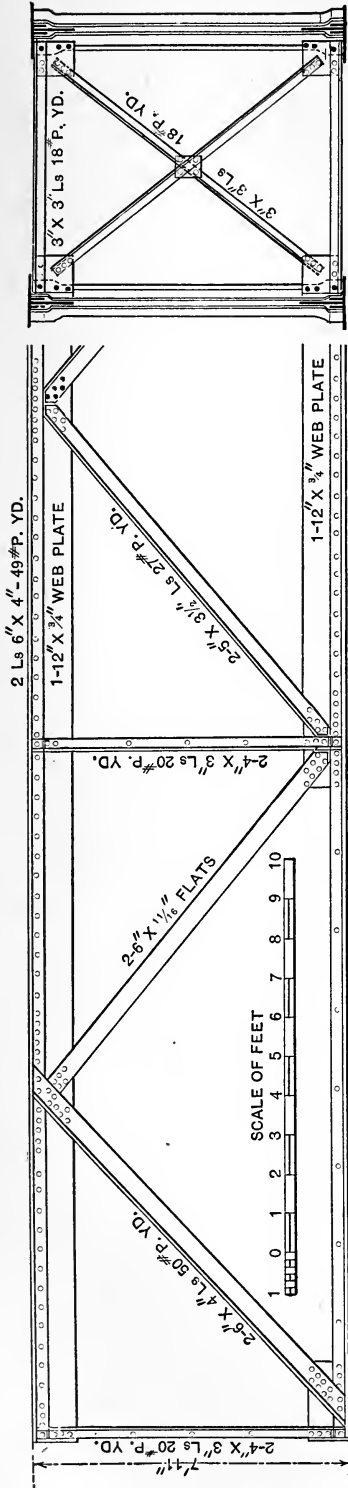 2 Ls 6" X 4" - 49 # P. YD.
1-12" X ¾" WEB PLATE
2-5" X 3½" Ls 27# P. YD.
2-4" X 3" Ls 20# P. YD.
2-6" X 11/16" FLATS
2-6" X 4" Ls 50# P. YD.
2-4" X 3" Ls 20# P. YD.
7' 11"
SCALE OF FEET
1 0 1 2 3 4 5 6 7 8 9 10
1-12" X ¾" WEB PLATE
3" X 3" Ls 18# P. YD.
18# P. YD.
3" X 3" Ls